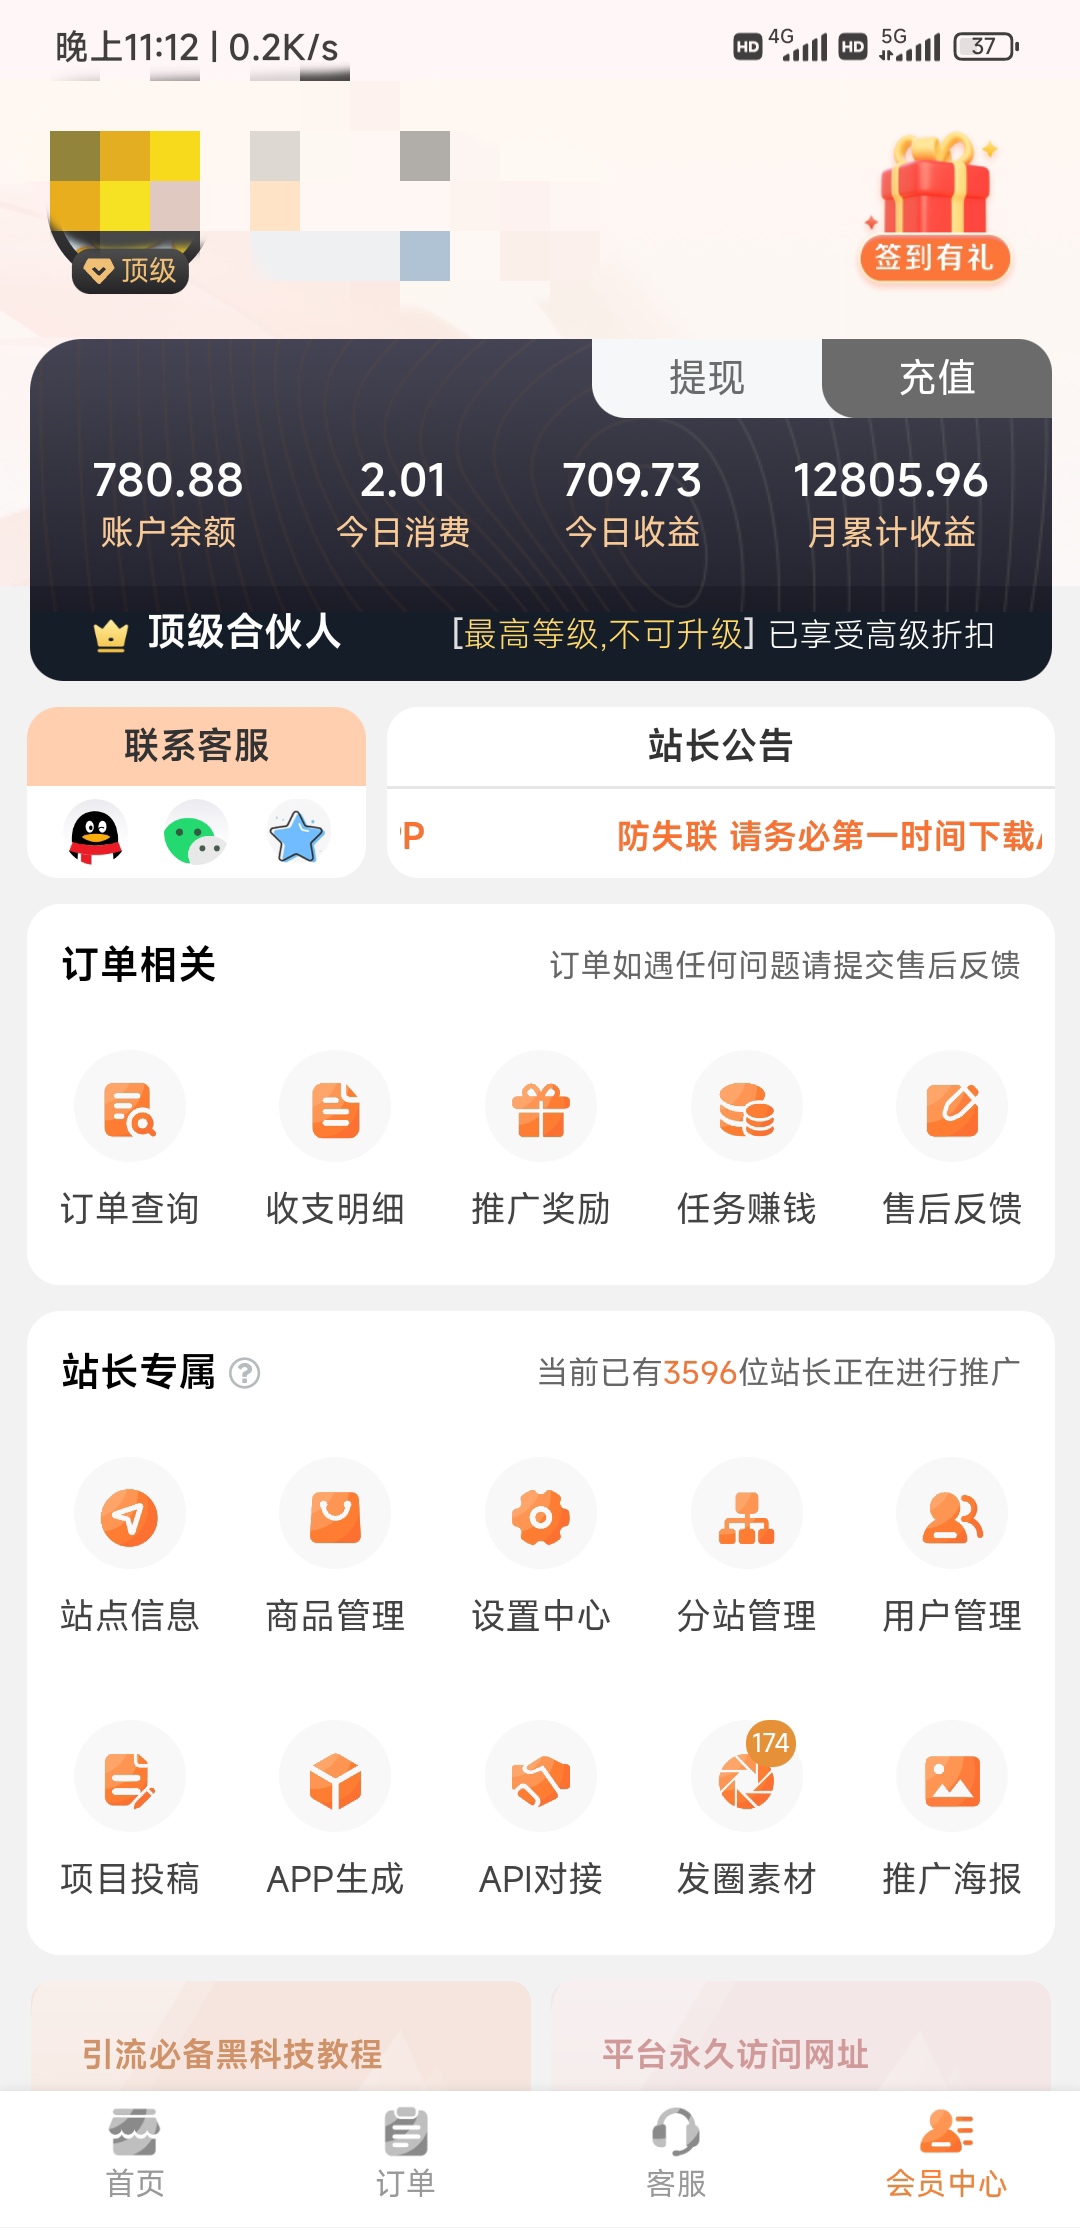 晚上11:12 | 0.2K/s
HD 4G HD 5G 37
顶级
签到有礼
提现 充值
780.88 2.01 709.73 12805.96
账户余额 今日消费 今日收益 月累计收益
顶级合伙人 [最高等级,不可升级] 已享受高级折扣
联系客服 站长公告
P 防失联 请务必第一时间下载
订单相关 订单如遇任何问题请提交售后反馈
订单查询 收支明细 推广奖励 任务赚钱 售后反馈
站长专属 ? 当前已有3596位站长正在进行推广
站点信息 商品管理 设置中心 分站管理 用户管理
174
项目投稿 APP生成 API对接 发圈素材 推广海报
引流必备黑科技教程 平台永久访问网址
首页 订单 客服 会员中心